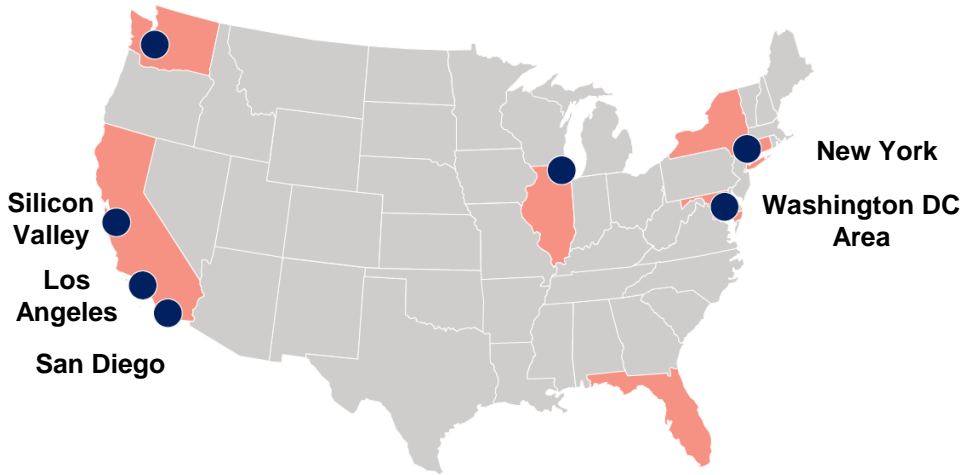 Silicon
Valley
Los
Angeles
San Diego
New York
Washington DC
Area